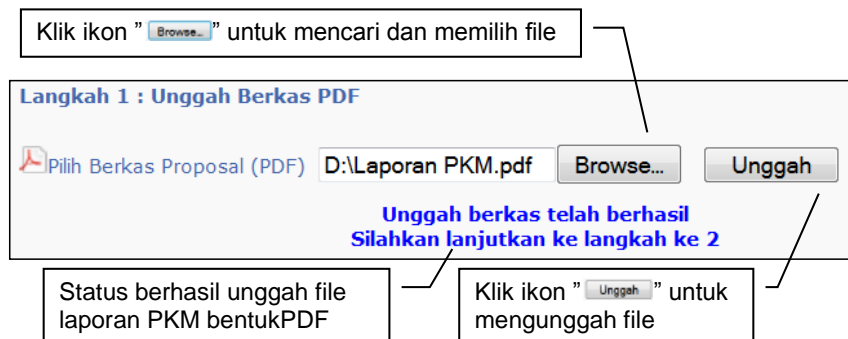 Klik ikon " Browse... " untuk mencari dan memilih file
Langkah 1 : Unggah Berkas PDF
Pilih Berkas Proposal (PDF) D:\Laporan PKM.pdf Browse... Unggah
Unggah berkas telah berhasil
Silahkan lanjutkan ke langkah ke 2
Status berhasil unggah file
laporan PKM bentukPDF
Klik ikon " Unggah " untuk
mengunggah file